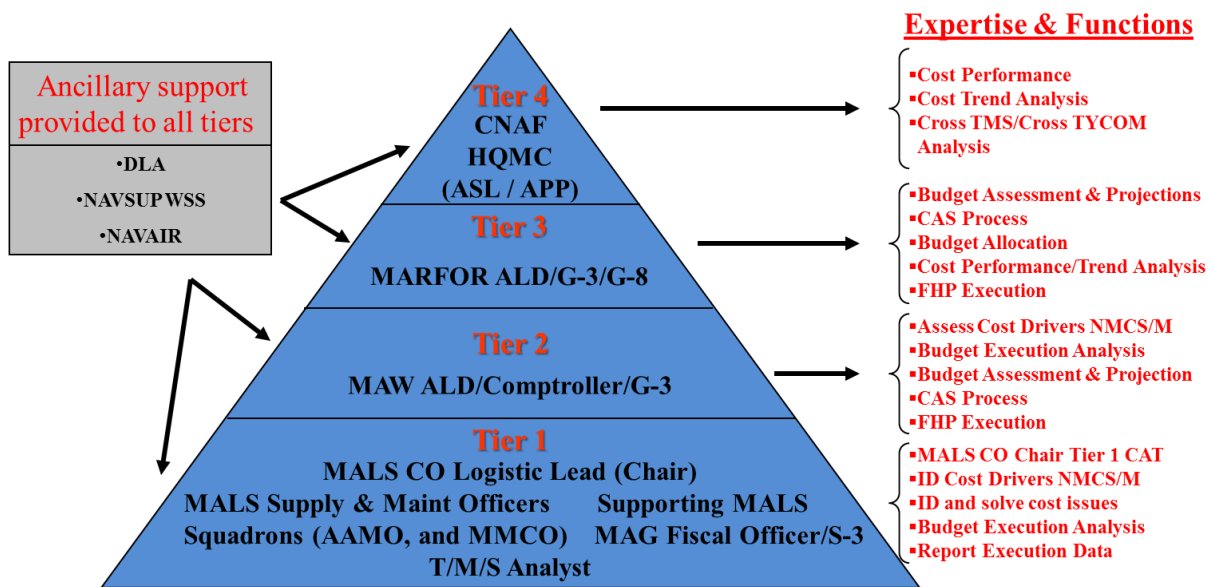 Expertise & Functions
Ancillary support
provided to all tiers
•DLA
•NAVSUP WSS
•NAVAIR
Tier 4
CNAF
HQMC
(ASL / APP)
▪Cost Performance
▪Cost Trend Analysis
▪Cross TMS/Cross TYCOM
Analysis
Tier 3
MARFOR ALD/G-3/G-8
▪Budget Assessment & Projections
▪CAS Process
▪Budget Allocation
▪Cost Performance/Trend Analysis
▪FHP Execution
Tier 2
MAW ALD/Comptroller/G-3
▪Assess Cost Drivers NMCS/M
▪Budget Execution Analysis
▪Budget Assessment & Projection
▪CAS Process
▪FHP Execution
Tier 1
MALS CO Logistic Lead (Chair)
MALS Supply & Maint Officers Supporting MALS
Squadrons (AAMO, and MMCO) MAG Fiscal Officer/S-3
T/M/S Analyst
▪MALS CO Chair Tier 1 CAT
▪ID Cost Drivers NMCS/M
▪ID and solve cost issues
▪Budget Execution Analysis
▪Report Execution Data